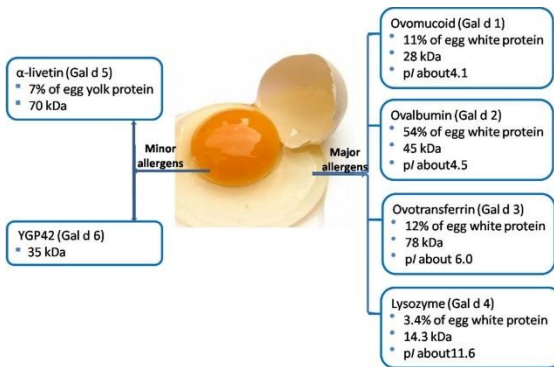 α-livetin (Gal d 5)
▪ 7% of egg yolk protein
▪ 70 kDa
Minor
allergens
YGP42 (Gal d 6)
▪ 35 kDa
Major
allergens
Ovomucoid (Gal d 1)
• 11% of egg white protein
• 28 kDa
• pI about4.1
Ovalbumin (Gal d 2)
• 54% of egg white protein
• 45 kDa
• pI about4.5
Ovotransferrin (Gal d 3)
• 12% of egg white protein
• 78 kDa
• pI about 6.0
Lysozyme (Gal d 4)
• 3.4% of egg white protein
• 14.3 kDa
• pI about11.6